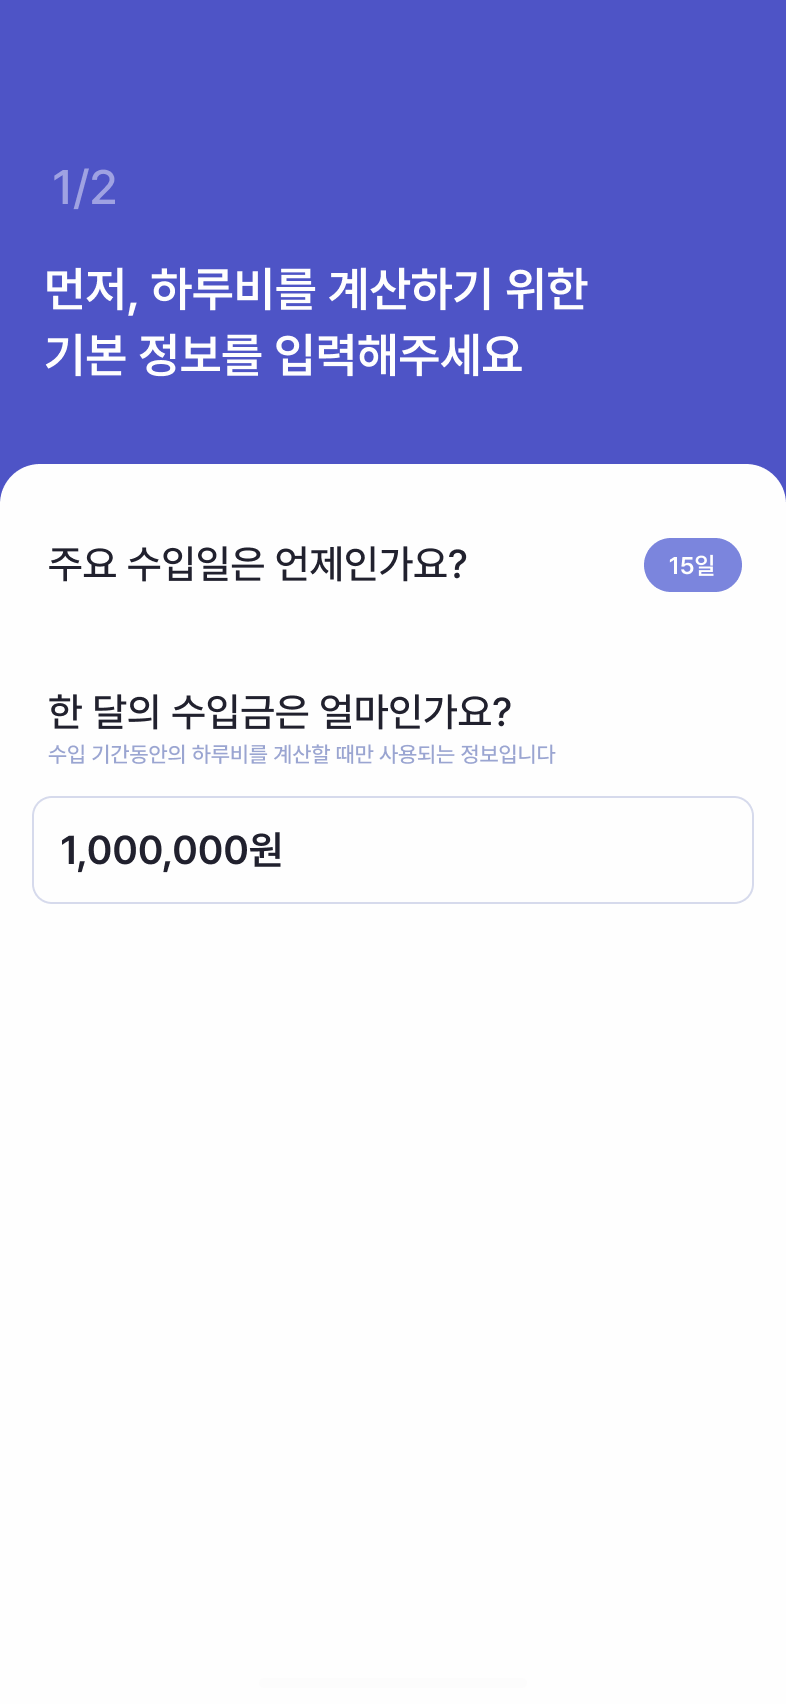 1/2
먼저, 하루비를 계산하기 위한
기본 정보를 입력해주세요
주요 수입일은 언제인가요?
15일
한 달의 수입금은 얼마인가요?
수입 기간동안의 하루비를 계산할 때만 사용되는 정보입니다
1,000,000원